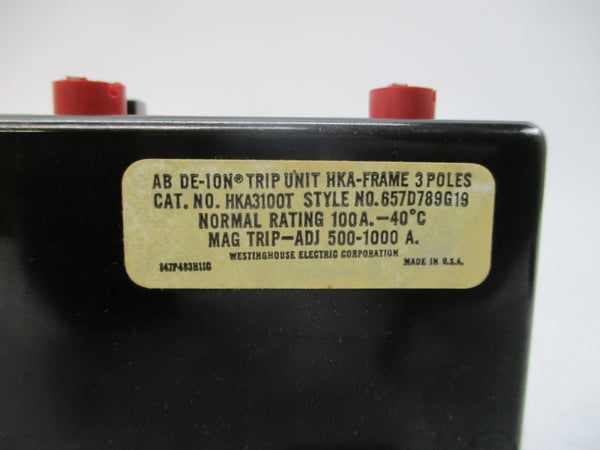 AB DE-ION® TRIP UNIT HKA-FRAME 3 POLES
CAT. NO. HKA3100T STYLE NO. 657D789G19
NORMAL RATING 100 A.-40°C
MAG TRIP-ADJ 500-1000 A.
WESTINGHOUSE ELECTRIC CORPORATION
MADE IN U.S.A.